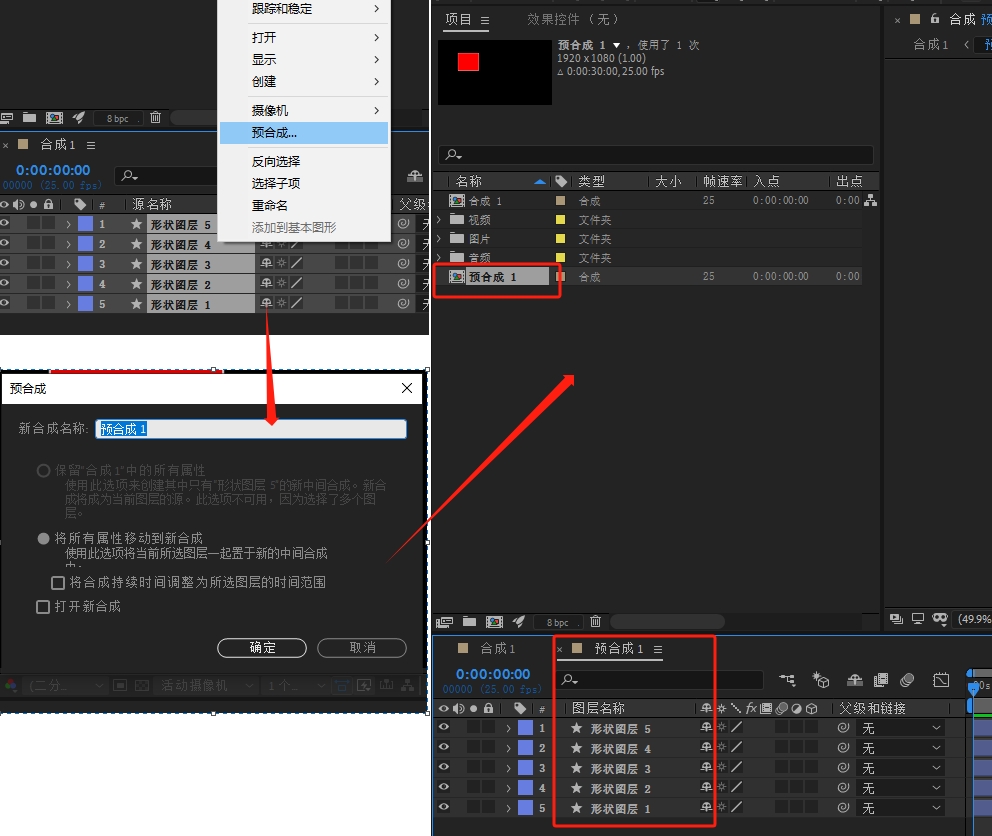 跟踪和稳定
打开
显示
创建
摄像机
预合成...
反向选择
选择子项
重命名
添加到基本图形
8 bpc
合成1
0:00:00:00
00000 (25.00 fps)
#
源名称
父级
1 形状图层 5
2 形状图层 4
3 形状图层 3
4 形状图层 2
5 形状图层 1
预合成
新合成名称:
预合成 1
保留"合成 1"中的所有属性
使用此选项来创建其中只有"形状图层 5"的新中间合成。新合
成将成为当前图层的源。此选项不可用,因为选择了多个图
层。
将所有属性移动到新合成
使用此选项将当前所选图层一起置于新的中间合成
中。
将合成持续时间调整为所选图层的时间范围
打开新合成
确定
取消
(二分...
活动摄像机
1个...
项目
效果控件 (无)
预合成 1 ▼ , 使用了 1 次
1920 x 1080 (1.00)
△ 0:00:30:00, 25.00 fps
名称
类型
大小
帧速率
入点
出点
合成 1
合成
25
0:00:00:00
0:00
视频
文件夹
图片
文件夹
音频
文件夹
预合成 1
合成
25
0:00:00:00
0:00
8 bpc
× 合成 预
合成1 < 预
(49.9%
合成1
× 预合成1
0:00:00:00
00000 (25.00 fps)
#
图层名称
fx
父级和链接
1 形状图层 5 无
2 形状图层 4 无
3 形状图层 3 无
4 形状图层 2 无
5 形状图层 1 无
00s